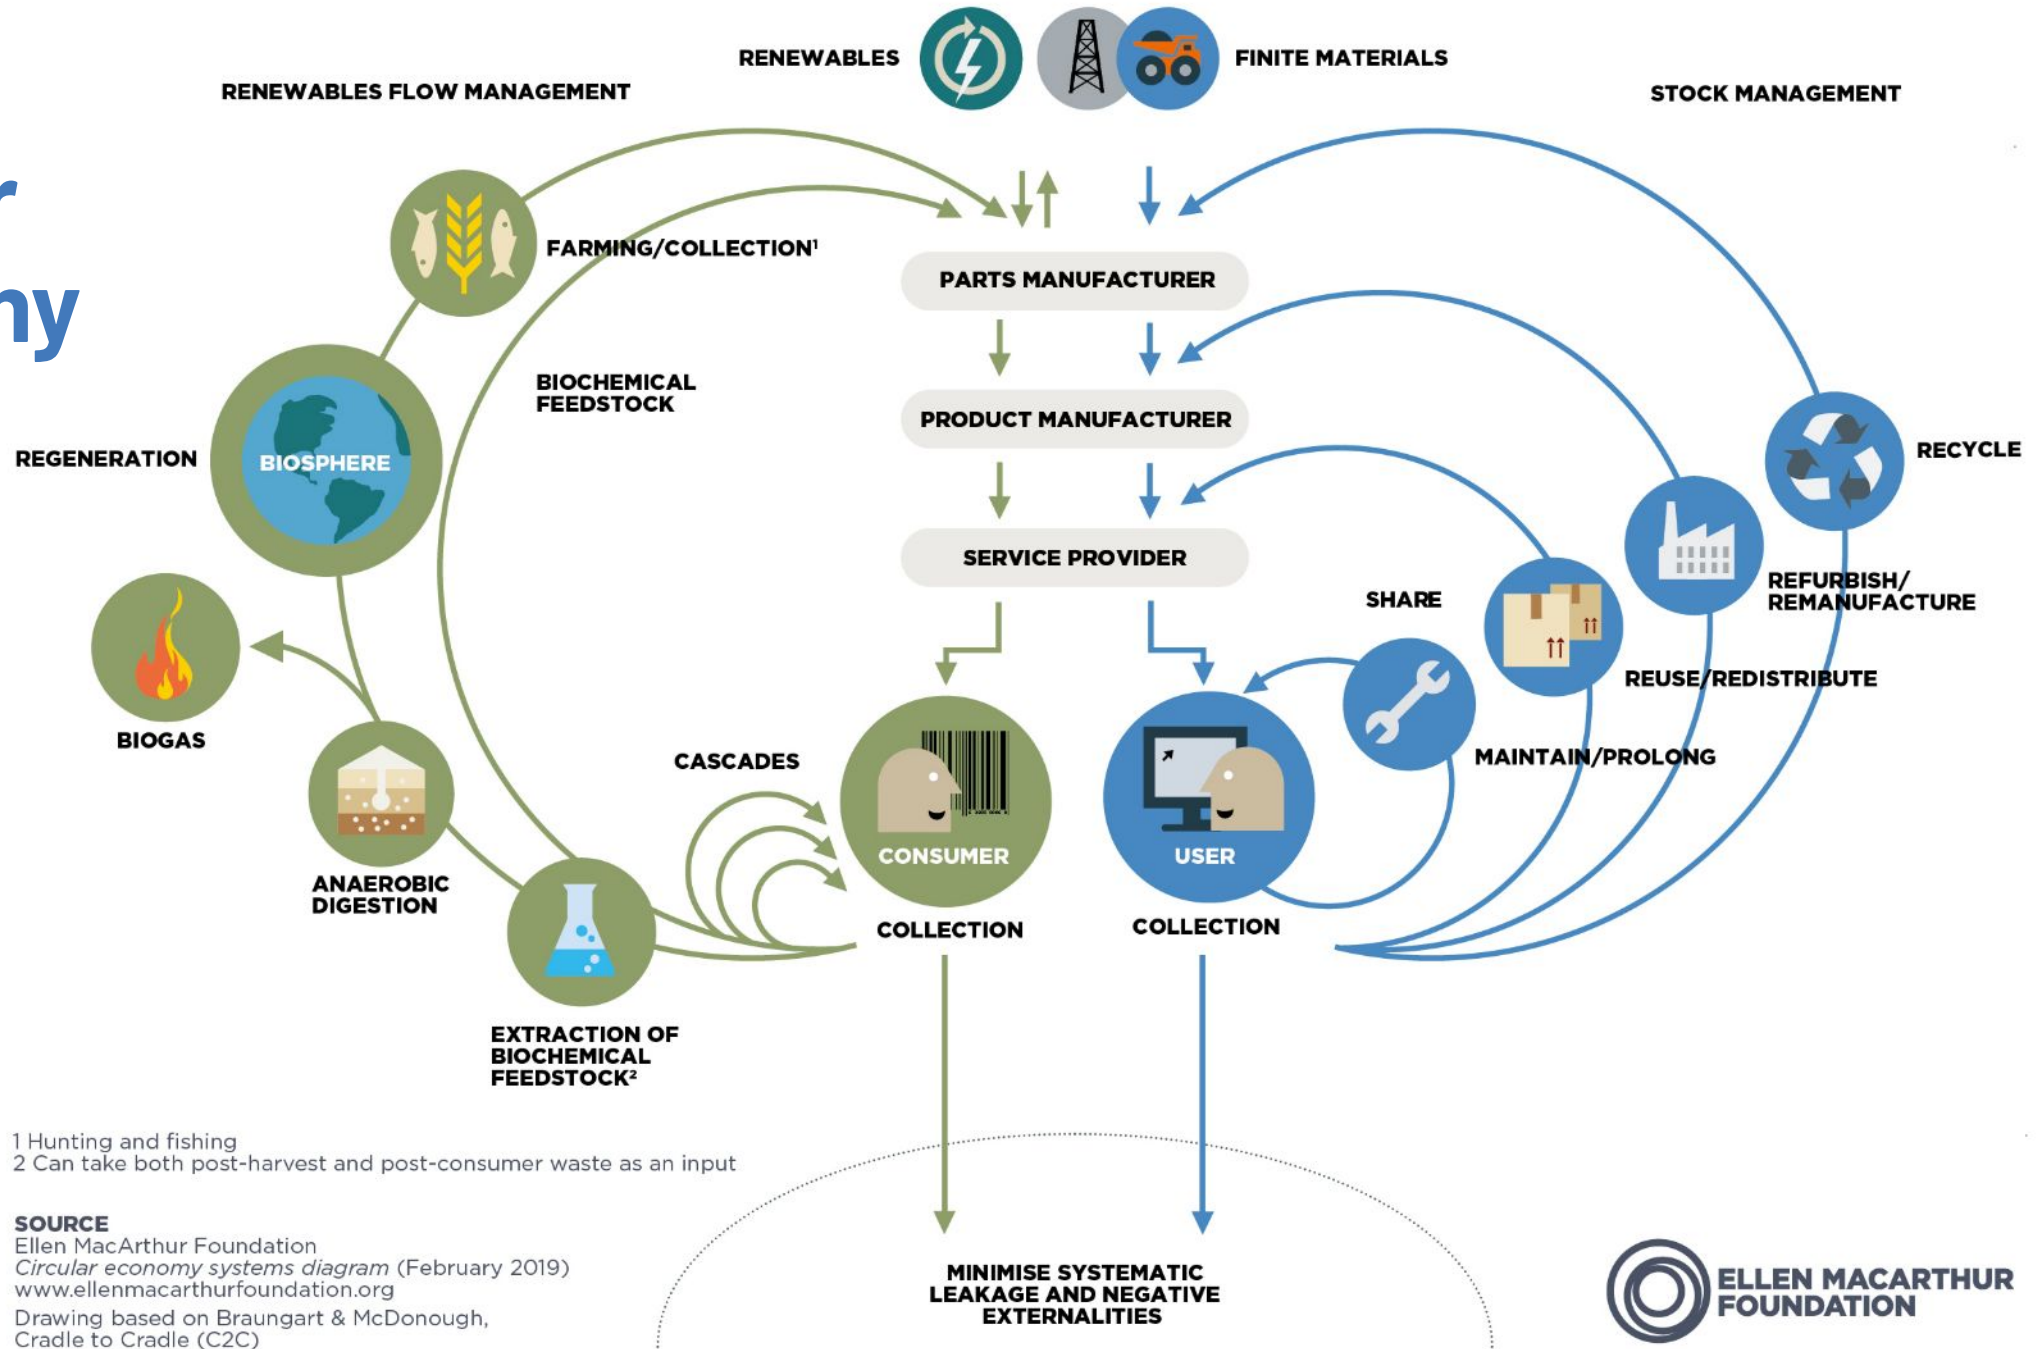 RENEWABLES
FINITE MATERIALS
RENEWABLES FLOW MANAGEMENT
STOCK MANAGEMENT
r
ny
FARMING/COLLECTION¹
PARTS MANUFACTURER
BIOCHEMICAL
FEEDSTOCK
PRODUCT MANUFACTURER
REGENERATION
BIOSPHERE
RECYCLE
SERVICE PROVIDER
SHARE
REFURBISH/
REMANUFACTURE
REUSE/REDISTRIBUTE
BIOGAS
CASCADES
MAINTAIN/PROLONG
CONSUMER
USER
ANAEROBIC
DIGESTION
COLLECTION
COLLECTION
EXTRACTION OF
BIOCHEMICAL
FEEDSTOCK²
1 Hunting and fishing
2 Can take both post-harvest and post-consumer waste as an input
SOURCE
Ellen MacArthur Foundation
Circular economy systems diagram (February 2019)
www.ellenmacarthurfoundation.org
Drawing based on Braungart & McDonough,
Cradle to Cradle (C2C)
MINIMISE SYSTEMATIC
LEAKAGE AND NEGATIVE
EXTERNALITIES
ELLEN MACARTHUR
FOUNDATION